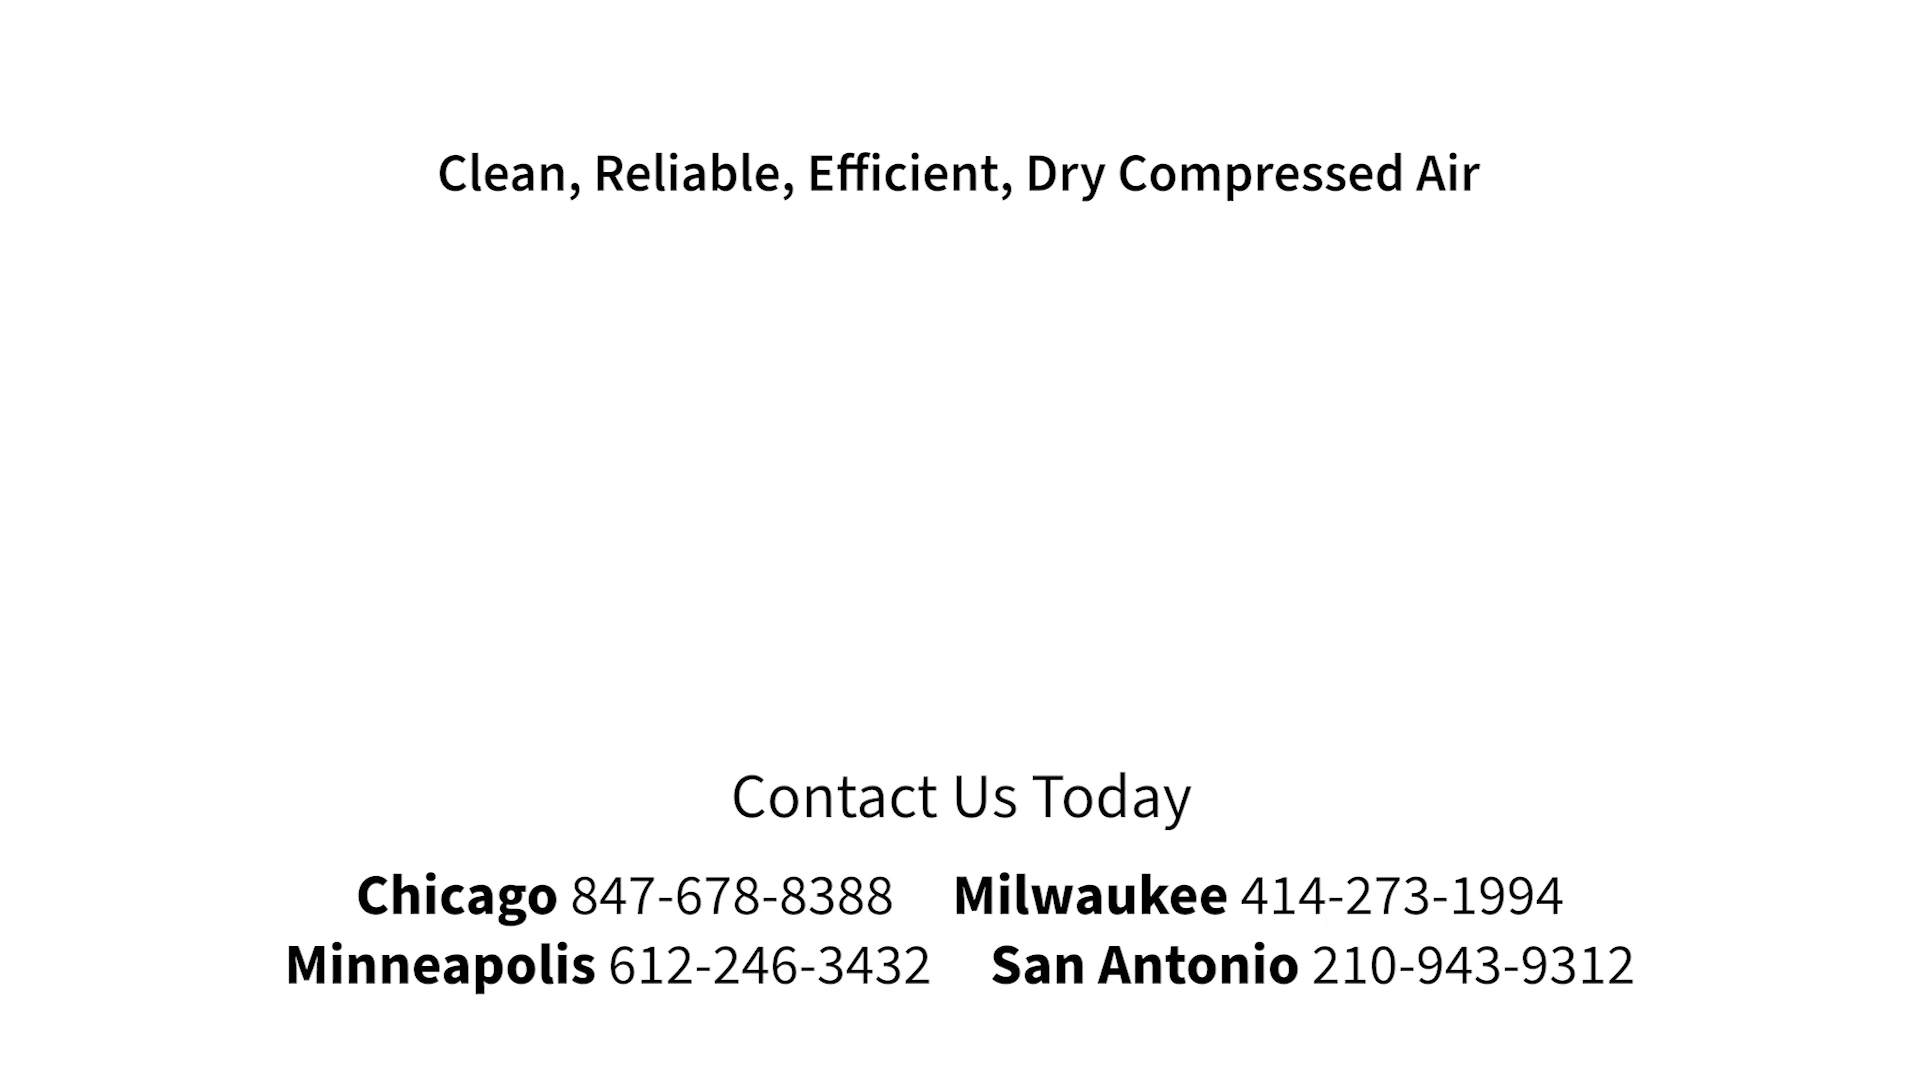 Clean, Reliable, Efficient, Dry Compressed Air
Contact Us Today
Chicago 847-678-8388 Milwaukee 414-273-1994
Minneapolis 612-246-3432 San Antonio 210-943-9312